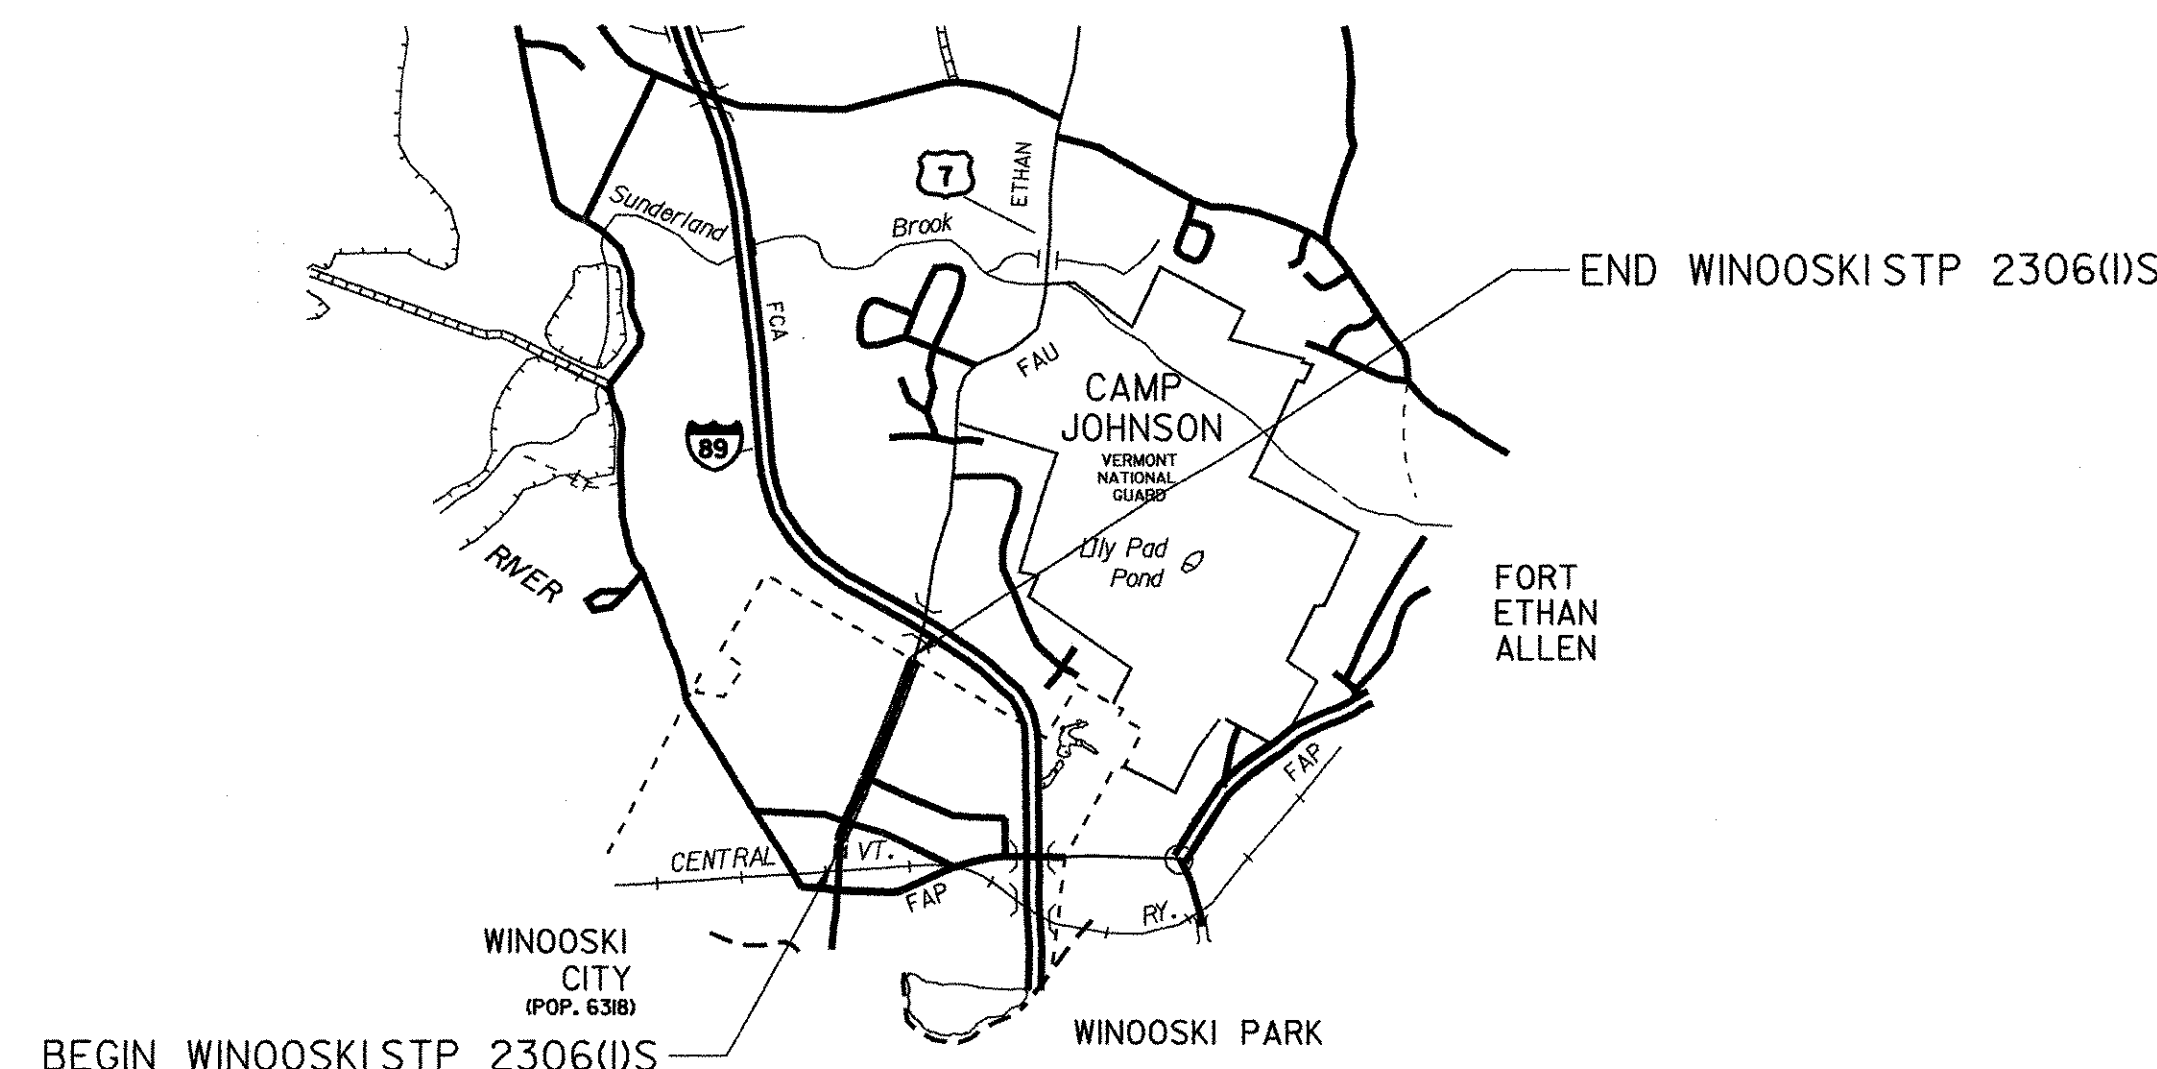 ETHAN
7
Sunderland
Brook
END WINOOSKI STP 2306(1)S
FCA
FAU
CAMP
JOHNSON
VERMONT
NATIONAL
GUARD
89
Lily Pad
Pond
RIVER
FORT
ETHAN
ALLEN
FAP
CENTRAL
VT.
FAP
RY.
WINOOSKI
CITY
(POP. 6318)
WINOOSKI PARK
BEGIN WINOOSKI STP 2306(1)S